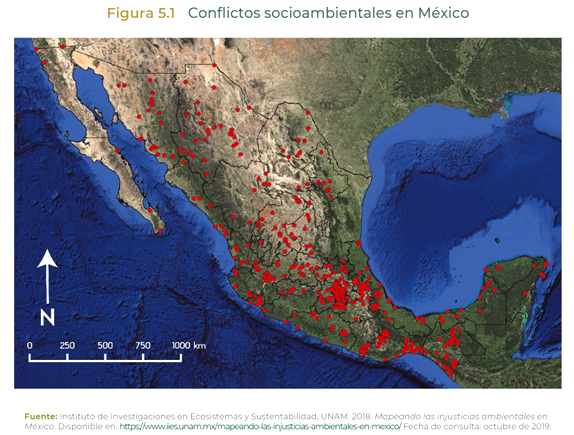 Figura 5.1 Conflictos socioambientales en México
N
0 250 500 750 1000 km
Fuente: Instituto de Investigaciones en Ecosistemas y Sustentabilidad, UNAM. 2018. Mapeando las injusticias ambientales en
México. Disponible en: https://www.iies.unam.mx/mapeando-las-injusticias-ambientales-en-mexico/ Fecha de consulta: octubre de 2019.